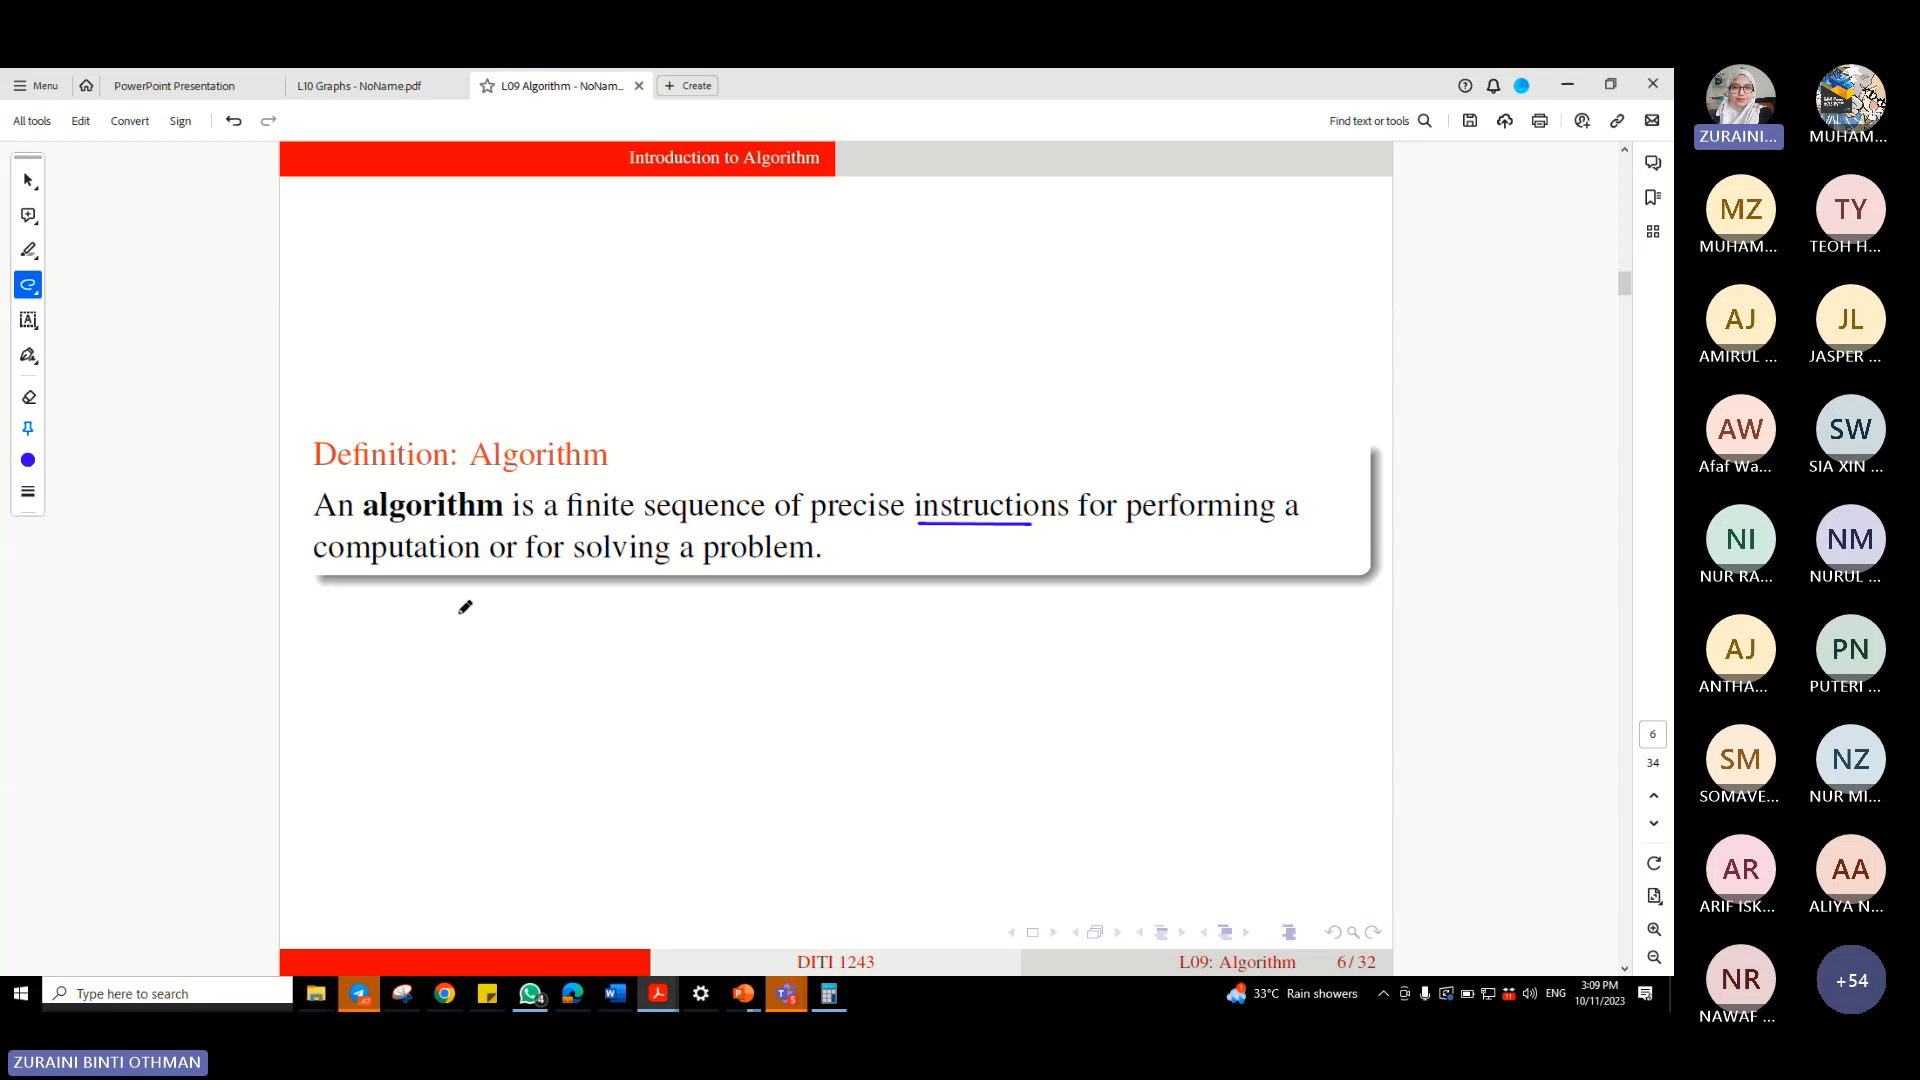 Menu
PowerPoint Presentation
L10 Graphs - NoName.pdf
L09 Algorithm - NoNam...
Create
All tools
Edit
Convert
Sign
Find text or tools
Introduction to Algorithm
Definition: Algorithm
An algorithm is a finite sequence of precise instructions for performing a
computation or for solving a problem.
6
34
DITI 1243
L09: Algorithm
6 / 32
Type here to search
4
33°C Rain showers
ENG
3:09 PM
10/11/2023
ZURAINI BINTI OTHMAN
ZURAINI...
MUHAM...
MZ
MUHAM...
TY
TEOH H...
AJ
AMIRUL ...
JL
JASPER ...
AW
Afaf Wa...
SW
SIA XIN ...
NI
NUR RA...
NM
NURUL ...
AJ
ANTHA...
PN
PUTERI ...
SM
SOMAVE...
NZ
NUR MI...
AR
ARIF ISK...
AA
ALIYA N...
NR
NAWAF ...
+54